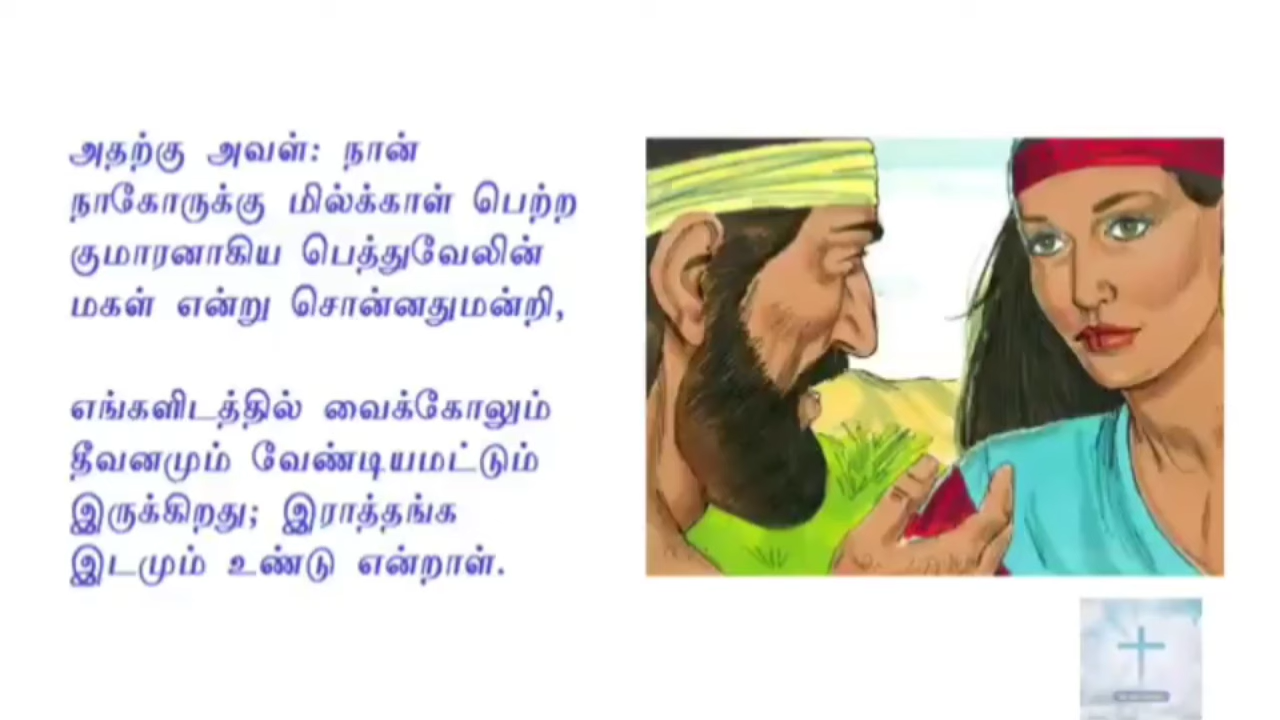 அதற்கு அவள்: நான்
நாகோருக்கு மில்க்காள் பெற்ற
குமாரனாகிய பெத்துவேலின்
மகள் என்று சொன்னதுமன்றி,
எங்களிடத்தில் வைக்கோலும்
தீவனமும் வேண்டியமட்டும்
இருக்கிறது; இராத்தங்க
இடமும் உண்டு என்றாள்.